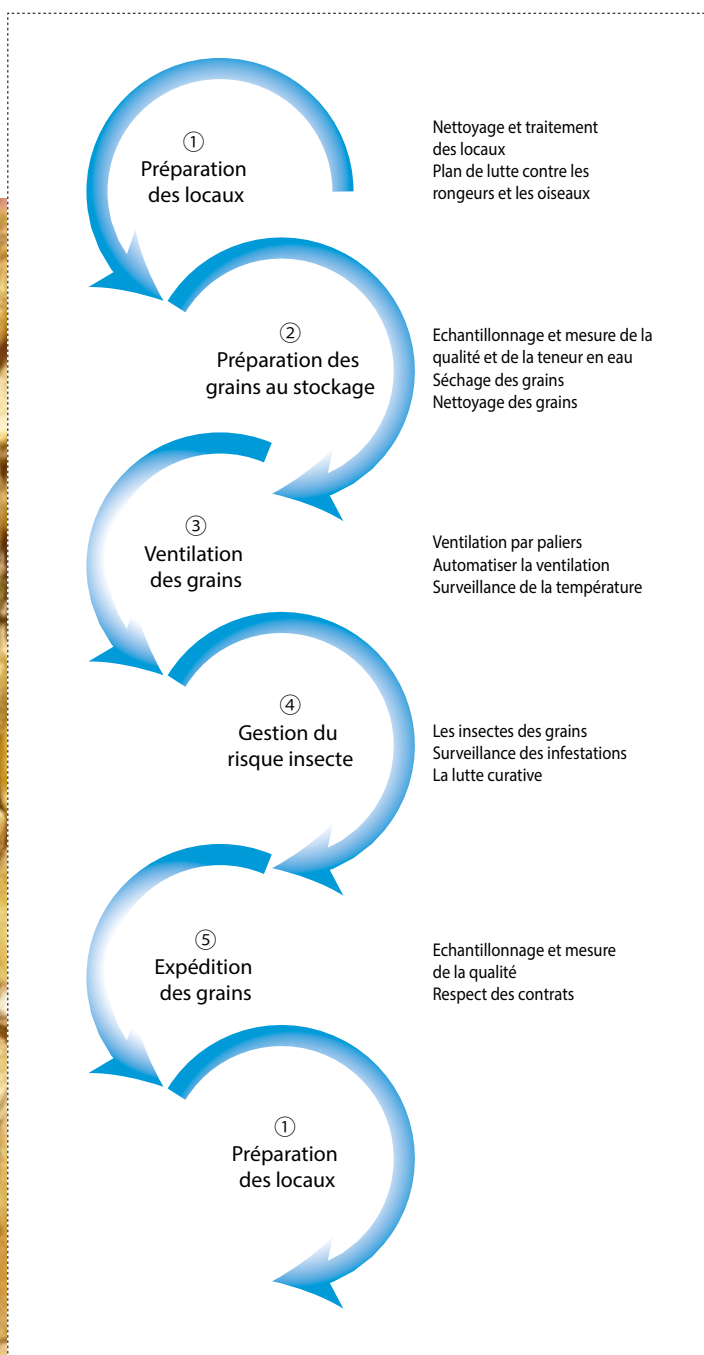 ①
Préparation
des locaux
Nettoyage et traitement
des locaux
Plan de lutte contre les
rongeurs et les oiseaux
②
Préparation des
grains au stockage
Echantillonnage et mesure de la
qualité et de la teneur en eau
Séchage des grains
Nettoyage des grains
③
Ventilation
des grains
Ventilation par paliers
Automatiser la ventilation
Surveillance de la température
④
Gestion du
risque insecte
Les insectes des grains
Surveillance des infestations
La lutte curative
⑤
Expédition
des grains
Echantillonnage et mesure
de la qualité
Respect des contrats
①
Préparation
des locaux